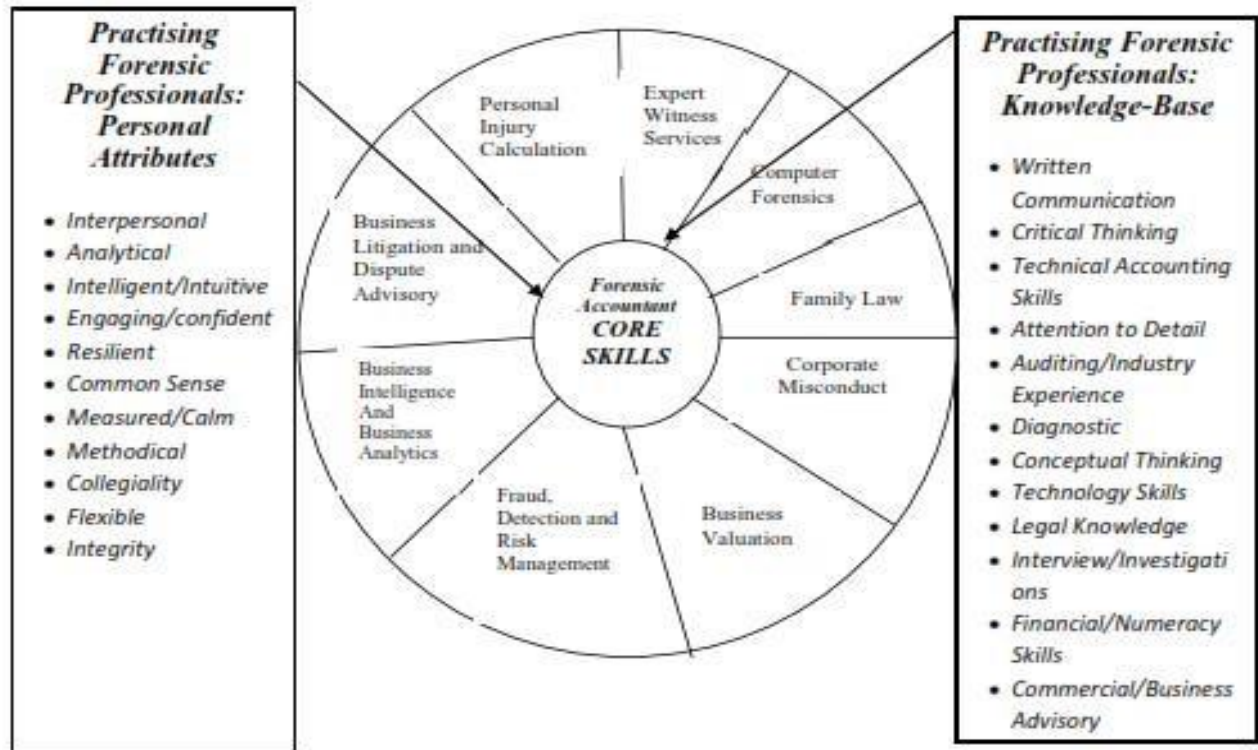 Practising
Forensic
Professionals:
Personal
Attributes
• Interpersonal
• Analytical
• Intelligent/Intuitive
• Engaging/confident
• Resilient
• Common Sense
• Measured/Calm
• Methodical
• Collegiality
• Flexible
• Integrity
Personal
Injury
Calculation
Expert
Witness
Services
Computer
Forensics
Family Law
Corporate
Misconduct
Business
Valuation
Fraud,
Detection and
Risk
Management
Business
Intelligence
And
Business
Analytics
Business
Litigation and
Dispute
Advisory
Forensic
Accountant
CORE
SKILLS
Practising Forensic
Professionals:
Knowledge-Base
• Written
Communication
• Critical Thinking
• Technical Accounting
Skills
• Attention to Detail
• Auditing/Industry
Experience
• Diagnostic
• Conceptual Thinking
• Technology Skills
• Legal Knowledge
• Interview/Investigati
ons
• Financial/Numeracy
Skills
• Commercial/Business
Advisory